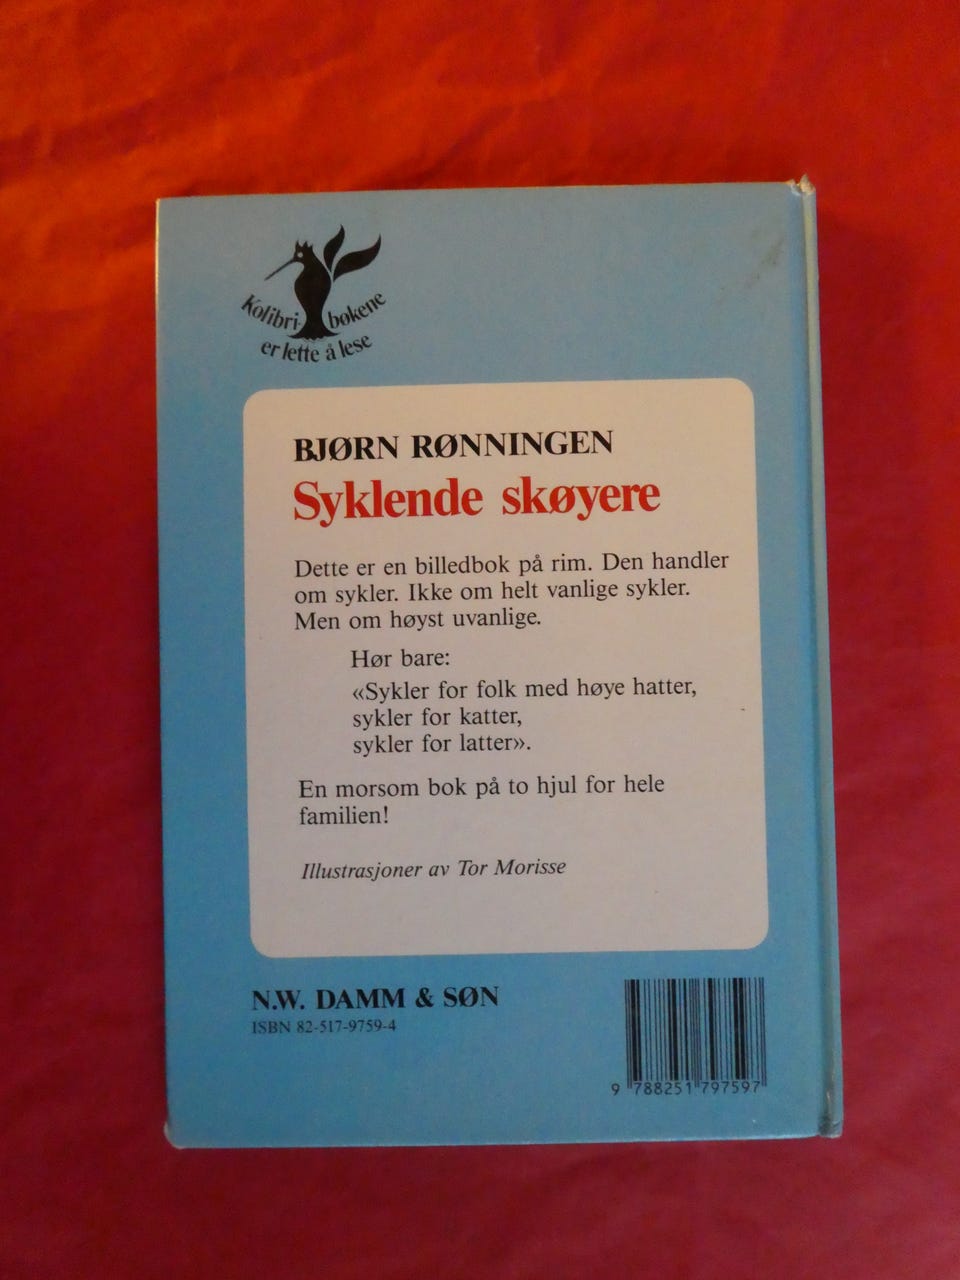 Kolibri-bøkene
er lette å lese
BJØRN RØNNINGEN
Syklende skøyere
Dette er en billedbok på rim. Den handler
om sykler. Ikke om helt vanlige sykler.
Men om høyst uvanlige.
Hør bare:
«Sykler for folk med høye hatter,
sykler for katter,
sykler for latter».
En morsom bok på to hjul for hele
familien!
Illustrasjoner av Tor Morisse
N.W. DAMM & SØN
ISBN 82-517-9759-4
9 788251 797597